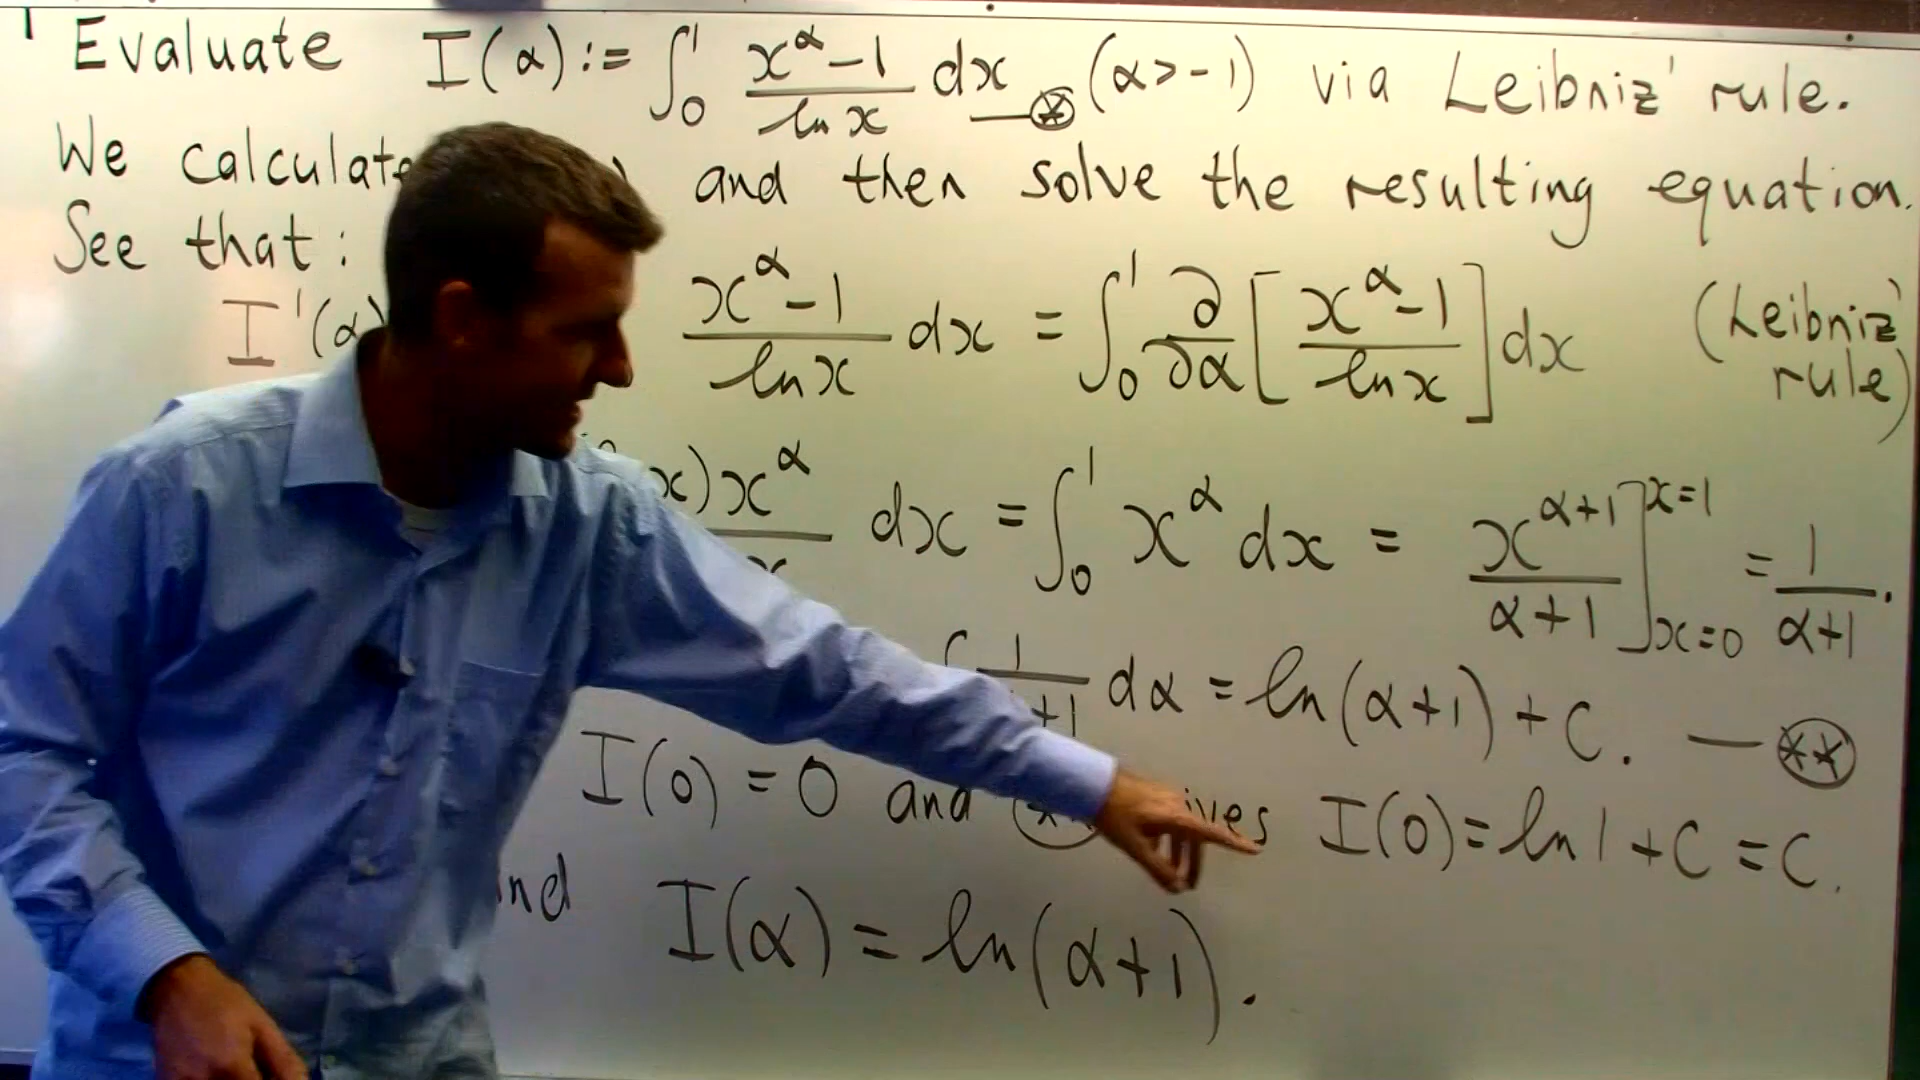 Evaluate I(α) := ∫₀¹ (x^α − 1)/(ln x) dx —⊛ (α > −1) via Leibniz' rule.
We calculate ) and then solve the resulting equation.
See that:
I'(α) (x^α − 1)/(ln x) dx = ∫₀¹ ∂/∂α [(x^α − 1)/(ln x)] dx (Leibniz' rule)
x) x^α dx = ∫₀¹ x^α dx = x^(α+1)/(α+1) ]_(x=0)^(x=1) = 1/(α+1).
∫ 1/ +1 dα = ln(α+1) + C. — (**)
I(0) = 0 and (** I(0) = ln 1 + C = C.
I(α) = ln(α+1).